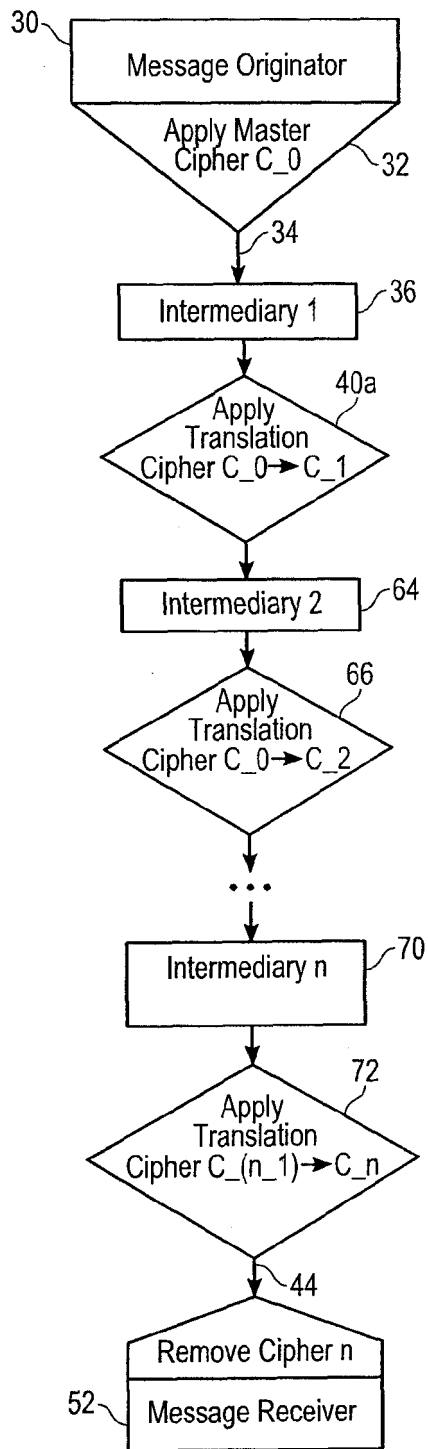 30
Message Originator
Apply Master
Cipher C_0
32
34
Intermediary 1
36
40a
Apply
Translation
Cipher C_0→C_1
Intermediary 2
64
66
Apply
Translation
Cipher C_0→C_2
•••
Intermediary n
70
72
Apply
Translation
Cipher C_(n_1)→C_n
44
Remove Cipher n
52
Message Receiver